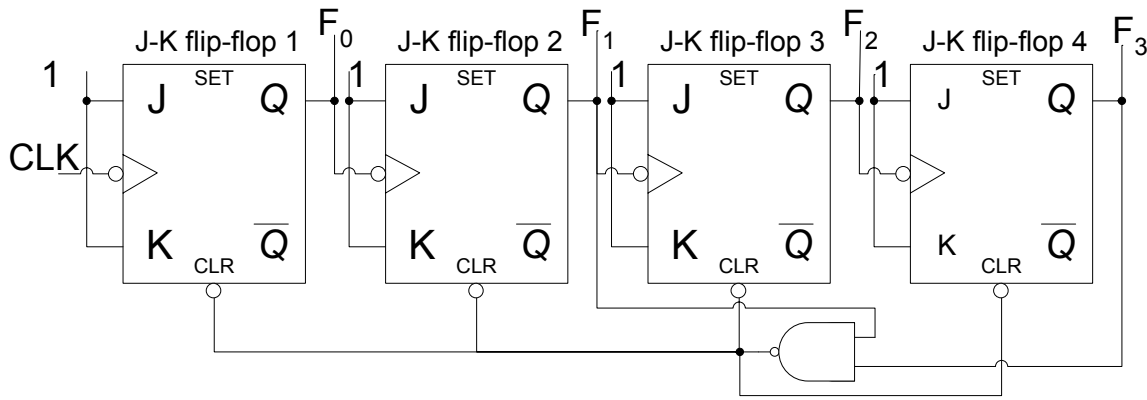 F0 F1 F2 F3
J-K flip-flop 1 J-K flip-flop 2 J-K flip-flop 3 J-K flip-flop 4
1 SET 1 SET 1 SET 1 SET
J Q J Q J Q J Q
CLK
K Q K Q K Q K Q
CLR CLR CLR CLR